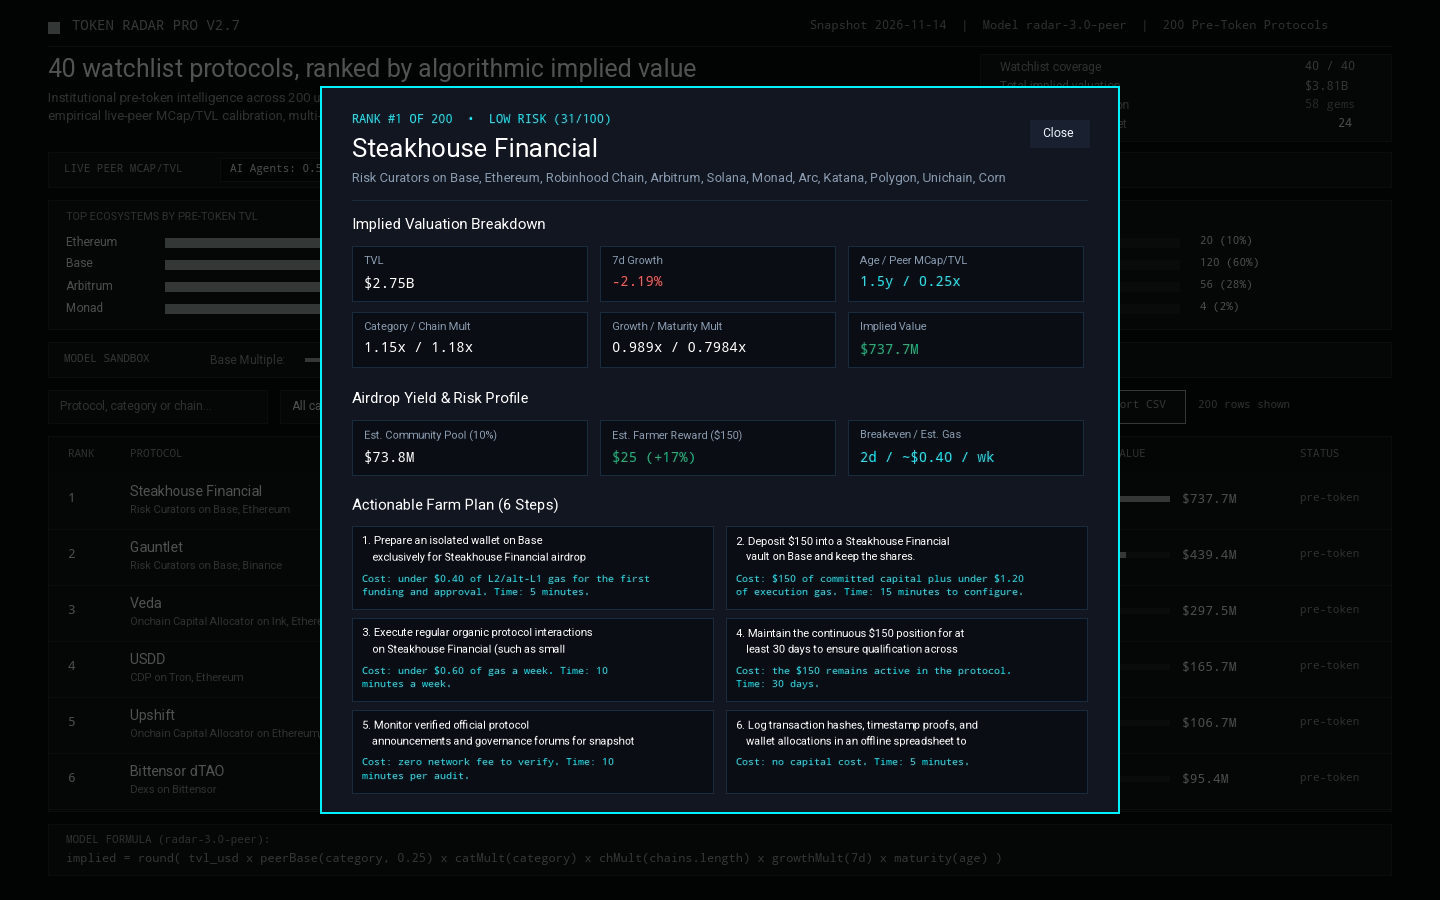 TOKEN RADAR PRO V2.7
Snapshot 2026-11-14 | Model radar-3.0-peer | 200 Pre-Token Protocols
40 watchlist protocols, ranked by algorithmic implied value
Institutional pre-token intelligence across 200 u
empirical live-peer MCap/TVL calibration, multi-
Watchlist coverage 40 / 40
Total implied valuation $3.81B
58 gems
24
LIVE PEER MCAP/TVL
AI Agents: 0.5
TOP ECOSYSTEMS BY PRE-TOKEN TVL
Ethereum
Base
Arbitrum
Monad
20 (10%)
120 (60%)
56 (28%)
4 (2%)
MODEL SANDBOX
Base Multiple:
Protocol, category or chain...
All ca
ort CSV
200 rows shown
RANK PROTOCOL
ALUE STATUS
1 Steakhouse Financial
Risk Curators on Base, Ethereum
$737.7M pre-token
2 Gauntlet
Risk Curators on Base, Binance
$439.4M pre-token
3 Veda
Onchain Capital Allocator on Ink, Ethere
$297.5M pre-token
4 USDD
CDP on Tron, Ethereum
$165.7M pre-token
5 Upshift
Onchain Capital Allocator on Ethereum
$106.7M pre-token
6 Bittensor dTAO
Dexs on Bittensor
$95.4M pre-token
MODEL FORMULA (radar-3.0-peer):
implied = round( tvl_usd x peerBase(category, 0.25) x catMult(category) x chMult(chains.length) x growthMult(7d) x maturity(age) )
RANK #1 OF 200 • LOW RISK (31/100)
Steakhouse Financial
Close
Risk Curators on Base, Ethereum, Robinhood Chain, Arbitrum, Solana, Monad, Arc, Katana, Polygon, Unichain, Corn
Implied Valuation Breakdown
TVL
$2.75B
7d Growth
-2.19%
Age / Peer MCap/TVL
1.5y / 0.25x
Category / Chain Mult
1.15x / 1.18x
Growth / Maturity Mult
0.989x / 0.7984x
Implied Value
$737.7M
Airdrop Yield & Risk Profile
Est. Community Pool (10%)
$73.8M
Est. Farmer Reward ($150)
$25 (+17%)
Breakeven / Est. Gas
2d / ~$0.40 / wk
Actionable Farm Plan (6 Steps)
1. Prepare an isolated wallet on Base
exclusively for Steakhouse Financial airdrop
Cost: under $0.40 of L2/alt-L1 gas for the first
funding and approval. Time: 5 minutes.
2. Deposit $150 into a Steakhouse Financial
vault on Base and keep the shares.
Cost: $150 of committed capital plus under $1.20
of execution gas. Time: 15 minutes to configure.
3. Execute regular organic protocol interactions
on Steakhouse Financial (such as small
Cost: under $0.60 of gas a week. Time: 10
minutes a week.
4. Maintain the continuous $150 position for at
least 30 days to ensure qualification across
Cost: the $150 remains active in the protocol.
Time: 30 days.
5. Monitor verified official protocol
announcements and governance forums for snapshot
Cost: zero network fee to verify. Time: 10
minutes per audit.
6. Log transaction hashes, timestamp proofs, and
wallet allocations in an offline spreadsheet to
Cost: no capital cost. Time: 5 minutes.